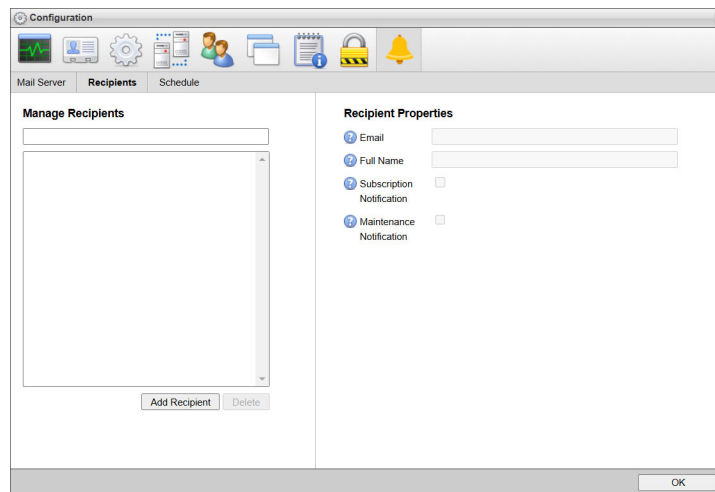 Configuration
Mail Server Recipients Schedule
Manage Recipients
Recipient Properties
? Email
? Full Name
? Subscription
Notification
? Maintenance
Notification
Add Recipient Delete
OK